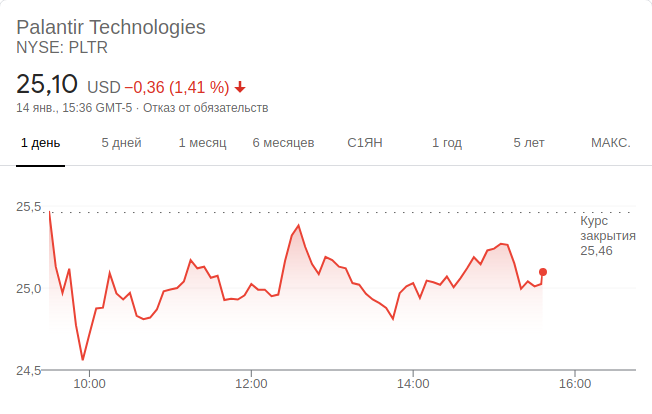 Palantir Technologies
NYSE: PLTR
25,10 USD −0,36 (1,41 %)
14 янв., 15:36 GMT-5 · Отказ от обязательств
1 день 5 дней 1 месяц 6 месяцев С1ЯН 1 год 5 лет МАКС.
25,5
Курс
закрытия
25,46
25,0
24,5
10:00 12:00 14:00 16:00